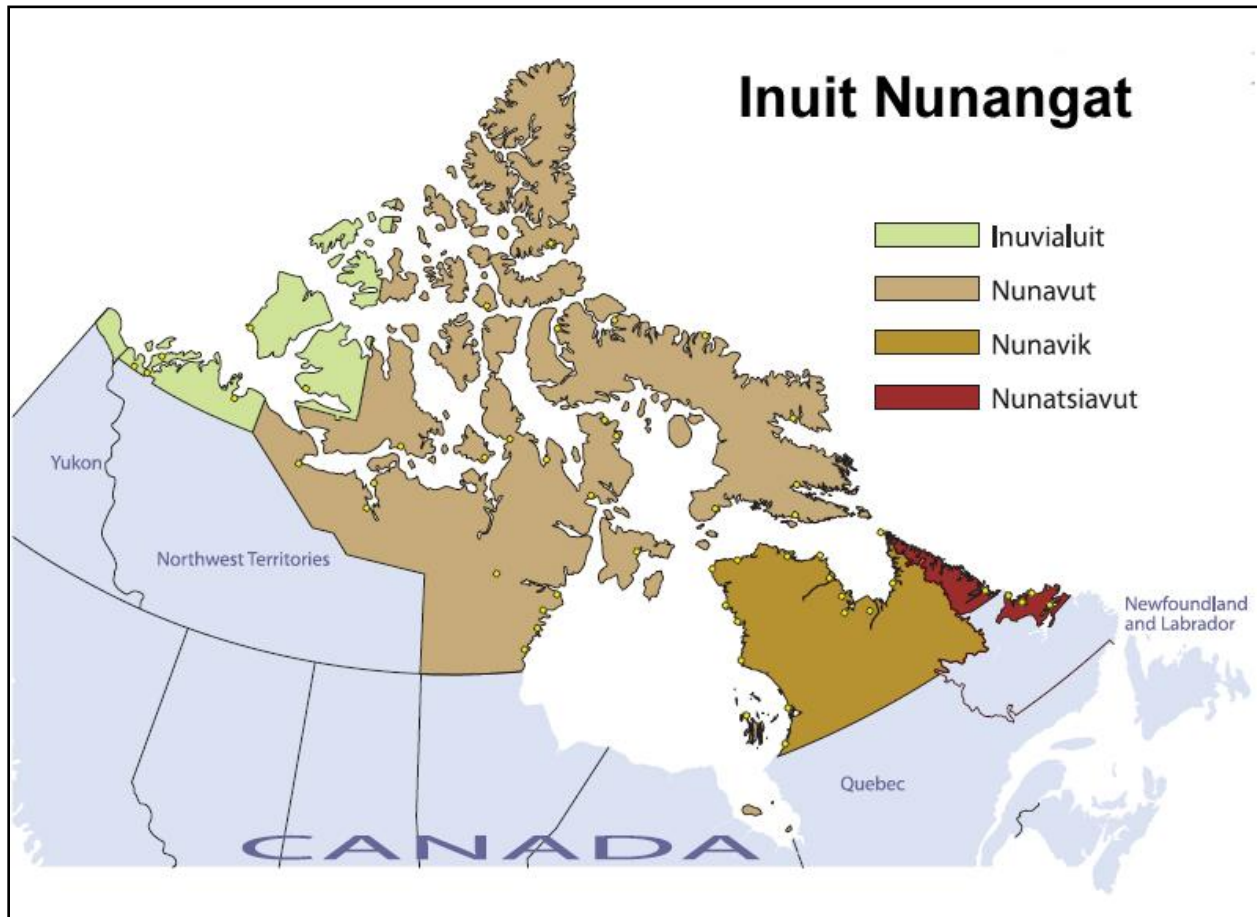 Inuit Nunangat
Inuvialuit
Nunavut
Nunavik
Nunatsiavut
Yukon
Northwest Territories
Newfoundland
and Labrador
Quebec
CANADA